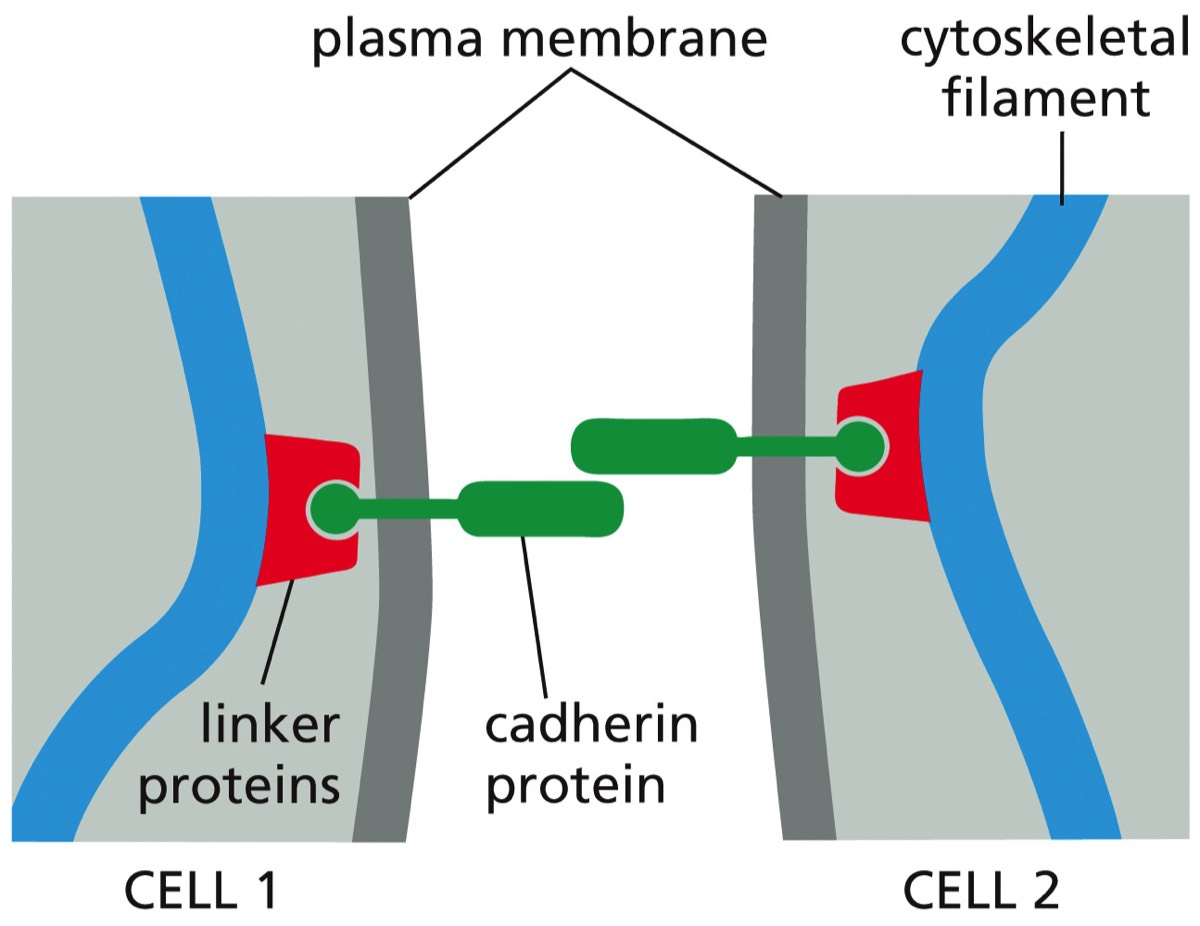 plasma membrane
cytoskeletal
filament
linker
proteins
cadherin
protein
CELL 1
CELL 2